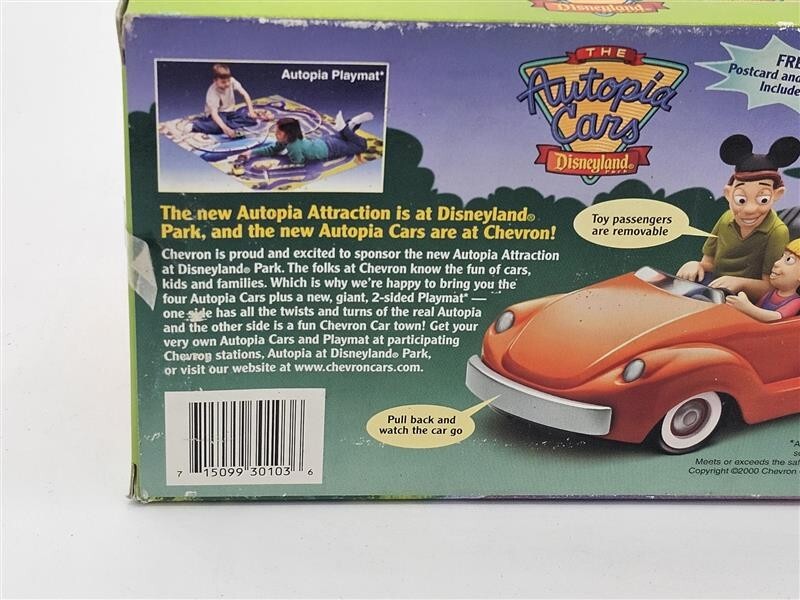 Disneyland
Autopia Playmat*
THE
Autopia
Cars
Disneyland®
PARK
Postcard and
Include
Toy passengers
are removable
The new Autopia Attraction is at Disneyland®
Park, and the new Autopia Cars are at Chevron!
Chevron is proud and excited to sponsor the new Autopia Attraction
at Disneyland® Park. The folks at Chevron know the fun of cars,
kids and families. Which is why we're happy to bring you the
four Autopia Cars plus a new, giant, 2-sided Playmat* —
one side has all the twists and turns of the real Autopia
and the other side is a fun Chevron Car town! Get your
very own Autopia Cars and Playmat at participating
Chevron stations, Autopia at Disneyland® Park,
or visit our website at www.chevroncars.com.
Pull back and
watch the car go
7 15099 30103 6
Meets or exceeds the saf
Copyright ©2000 Chevron